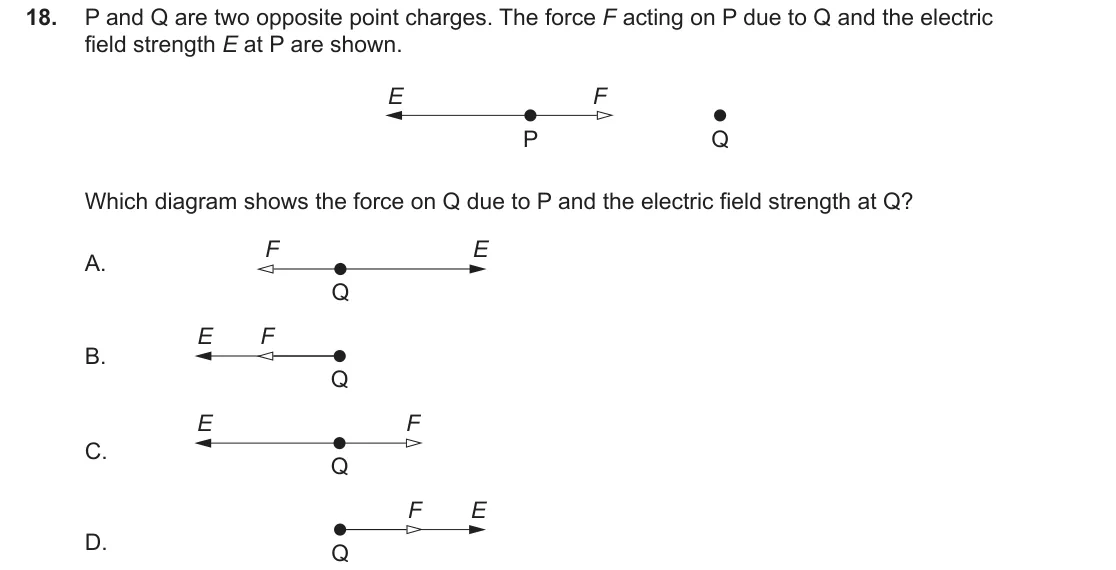 18. P and Q are two opposite point charges. The force F acting on P due to Q and the electric
field strength E at P are shown.
E F
P Q
Which diagram shows the force on Q due to P and the electric field strength at Q?
A. F E
Q
B. E F
Q
C. E F
Q
D. F E
Q